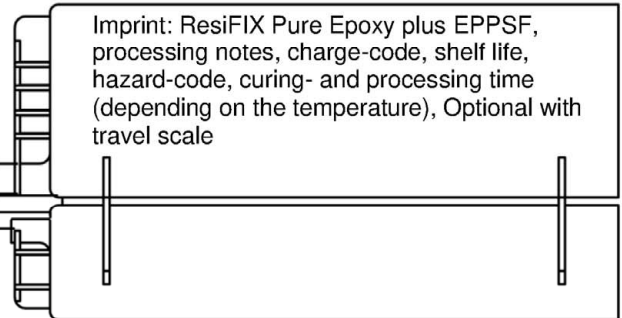 Imprint: ResiFIX Pure Epoxy plus EPPSF,
processing notes, charge-code, shelf life,
hazard-code, curing- and processing time
(depending on the temperature), Optional with
travel scale